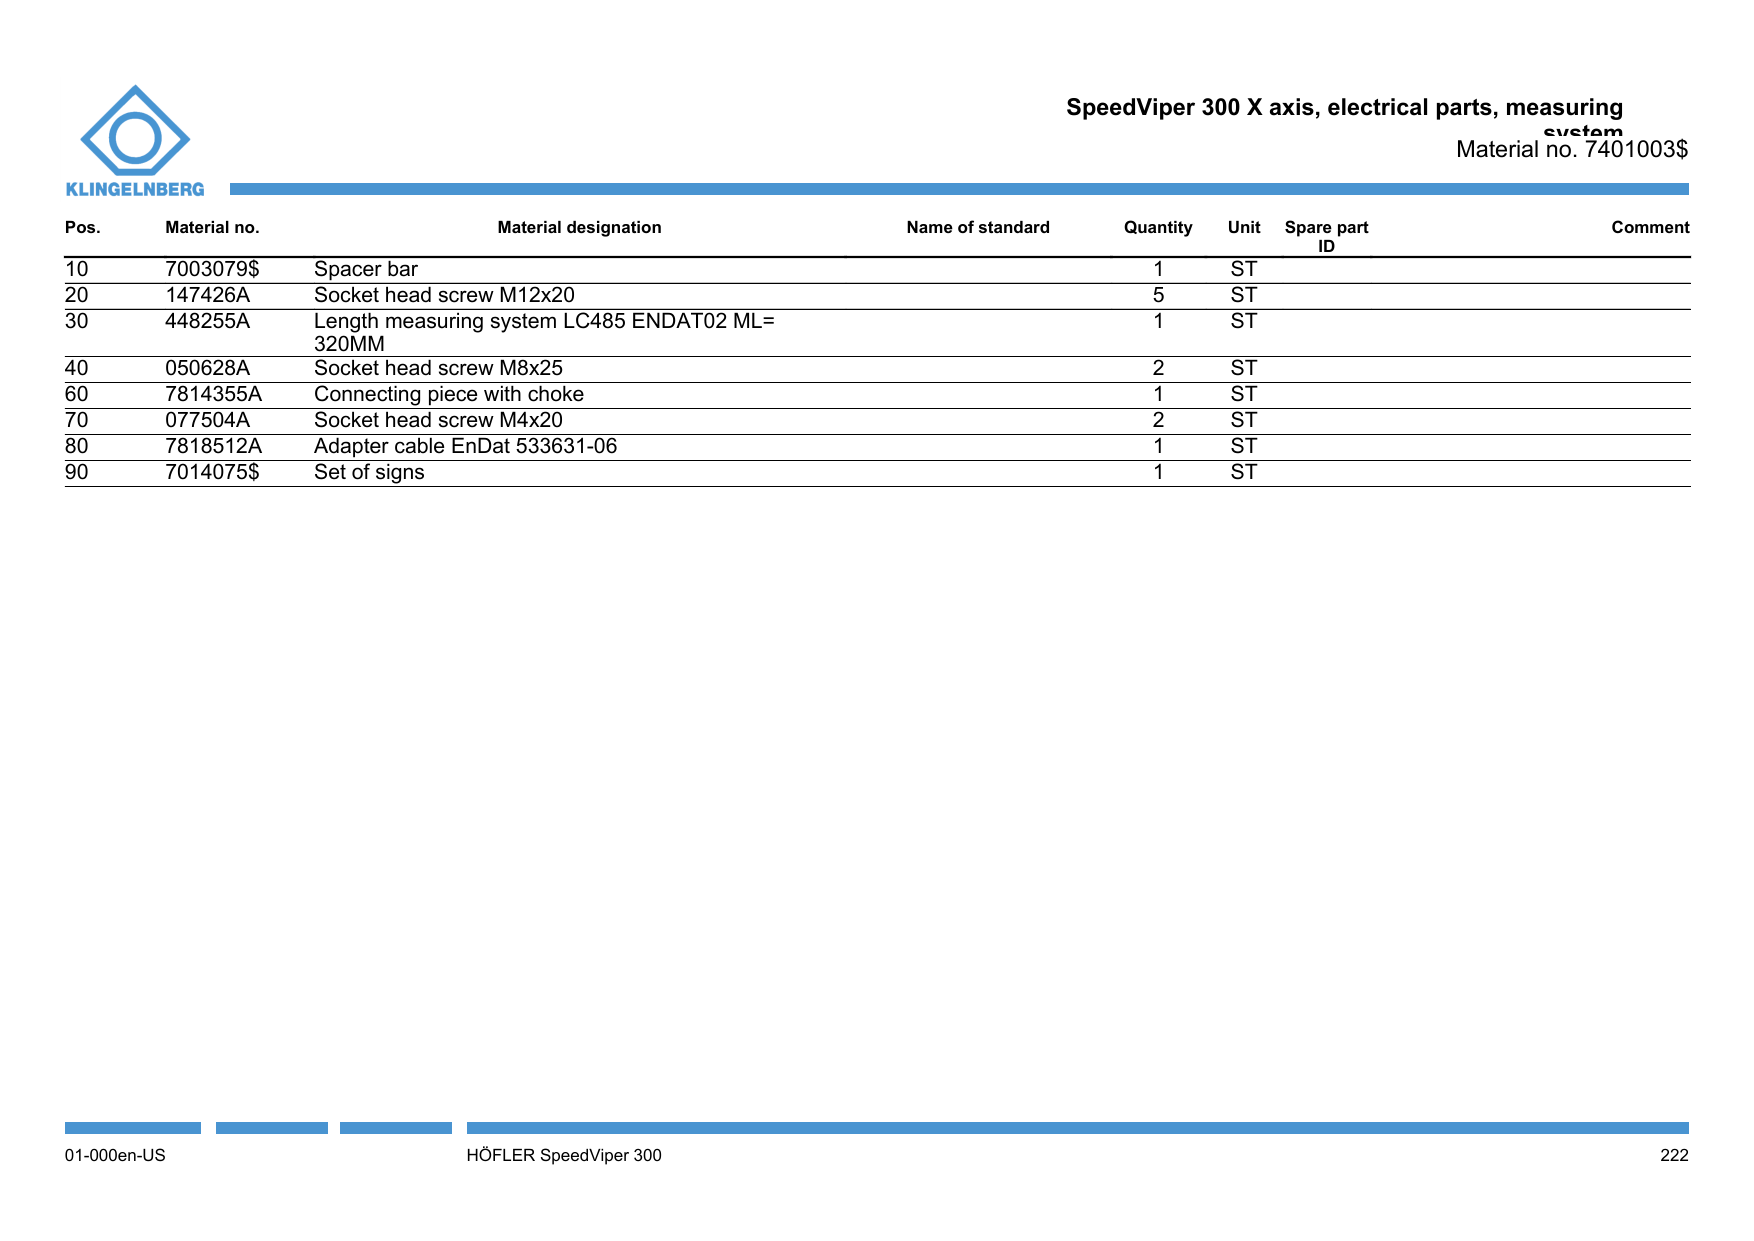 SpeedViper 300 X axis, electrical parts, measuring
system
Material no. 7401003$
KLINGELNBERG
Pos. Material no. Material designation Name of standard Quantity Unit Spare part ID Comment
10 7003079$ Spacer bar 1 ST
20 147426A Socket head screw M12x20 5 ST
30 448255A Length measuring system LC485 ENDAT02 ML= 1 ST
320MM
40 050628A Socket head screw M8x25 2 ST
60 7814355A Connecting piece with choke 1 ST
70 077504A Socket head screw M4x20 2 ST
80 7818512A Adapter cable EnDat 533631-06 1 ST
90 7014075$ Set of signs 1 ST
01-000en-US HÖFLER SpeedViper 300 222